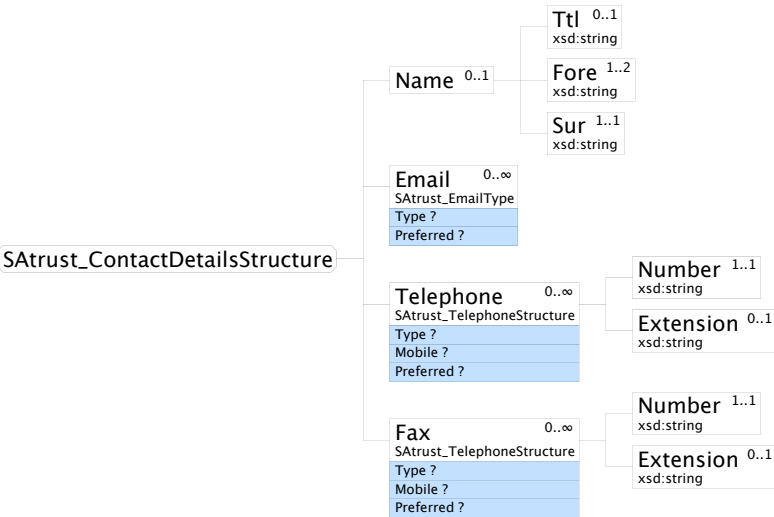 SAtrust_ContactDetailsStructure
Name 0..1
Ttl 0..1
xsd:string
Fore 1..2
xsd:string
Sur 1..1
xsd:string
Email 0..∞
SAtrust_EmailType
Type ?
Preferred ?
Telephone 0..∞
SAtrust_TelephoneStructure
Type ?
Mobile ?
Preferred ?
Number 1..1
xsd:string
Extension 0..1
xsd:string
Fax 0..∞
SAtrust_TelephoneStructure
Type ?
Mobile ?
Preferred ?
Number 1..1
xsd:string
Extension 0..1
xsd:string